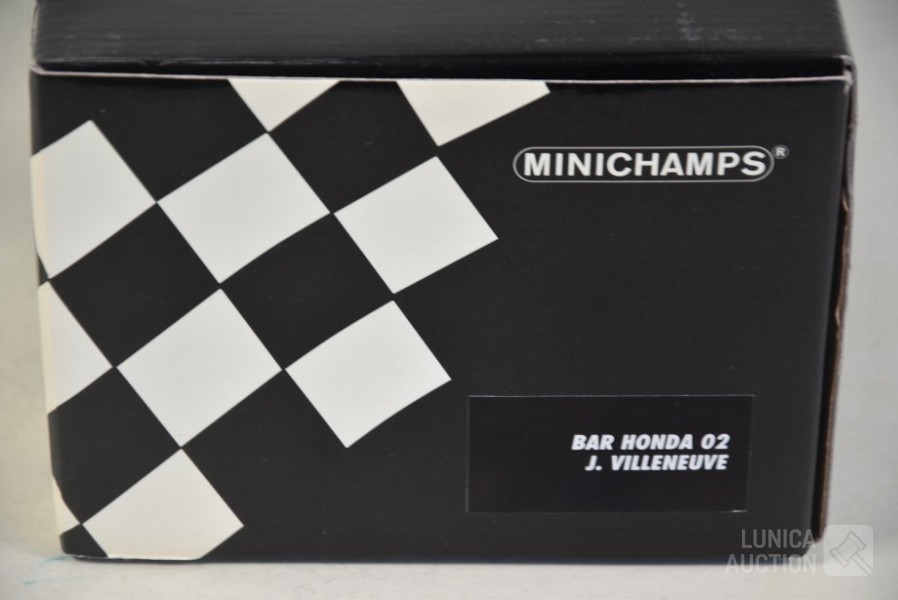 MINICHAMPS®
BAR HONDA 02
J. VILLENEUVE
LUNICA
AUCTION